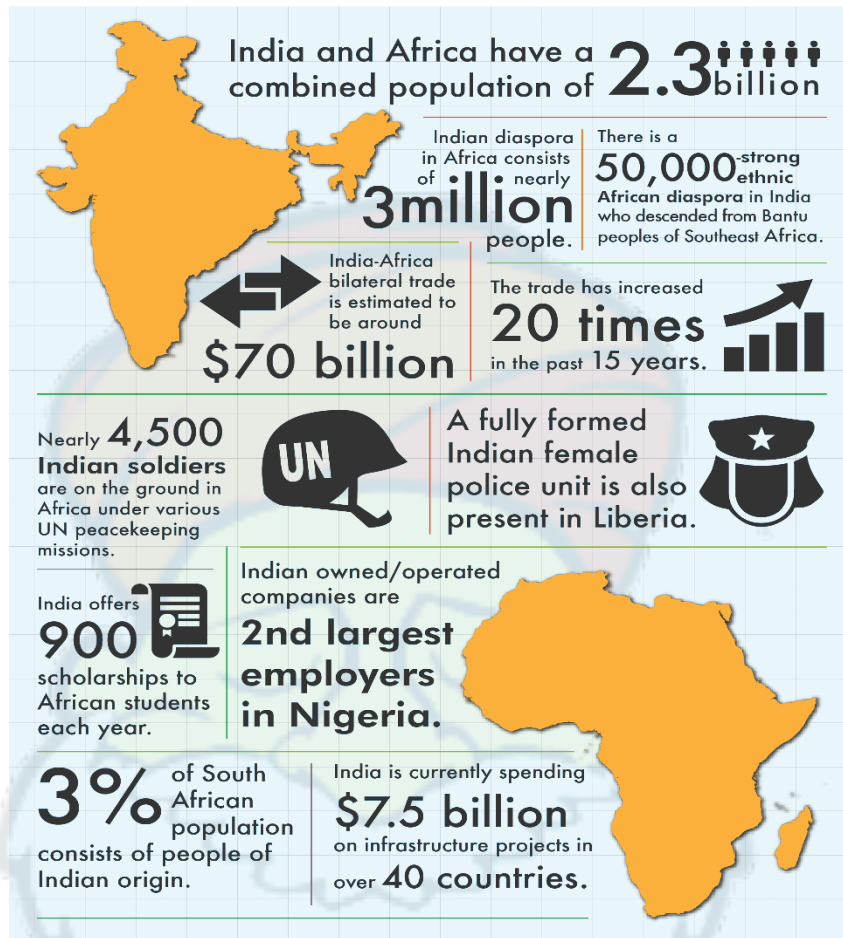 India and Africa have a
combined population of 2.3 billion
Indian diaspora
in Africa consists
of nearly
3 million
people.
There is a
50,000-strong
ethnic
African diaspora in India
who descended from Bantu
peoples of Southeast Africa.
India-Africa
bilateral trade
is estimated to
be around
$70 billion
The trade has increased
20 times
in the past 15 years.
Nearly 4,500
Indian soldiers
are on the ground in
Africa under various
UN peacekeeping
missions.
UN
A fully formed
Indian female
police unit is also
present in Liberia.
India offers
900
scholarships to
African students
each year.
Indian owned/operated
companies are
2nd largest
employers
in Nigeria.
3% of South
African
population
consists of people of
Indian origin.
India is currently spending
$7.5 billion
on infrastructure projects in
over 40 countries.